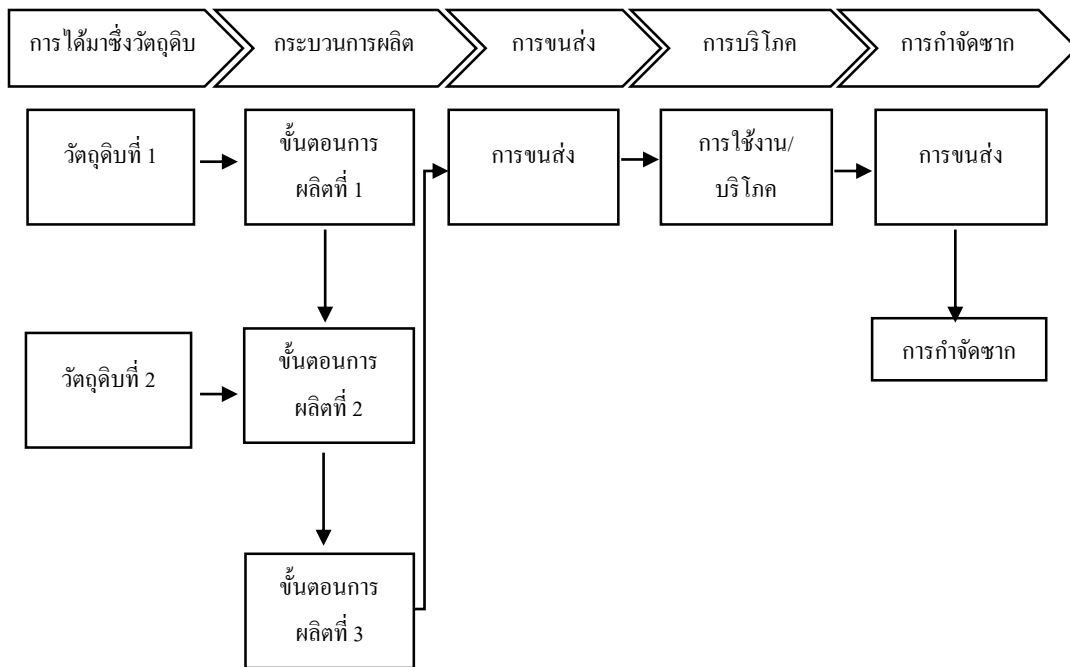 การได้มาซึ่งวัตถุดิบ
กระบวนการผลิต
การขนส่ง
การบริโภค
การกำจัดซาก
วัตถุดิบที่ 1
ขั้นตอนการ
ผลิตที่ 1
การขนส่ง
การใช้งาน/
บริโภค
การขนส่ง
วัตถุดิบที่ 2
ขั้นตอนการ
ผลิตที่ 2
การกำจัดซาก
ขั้นตอนการ
ผลิตที่ 3